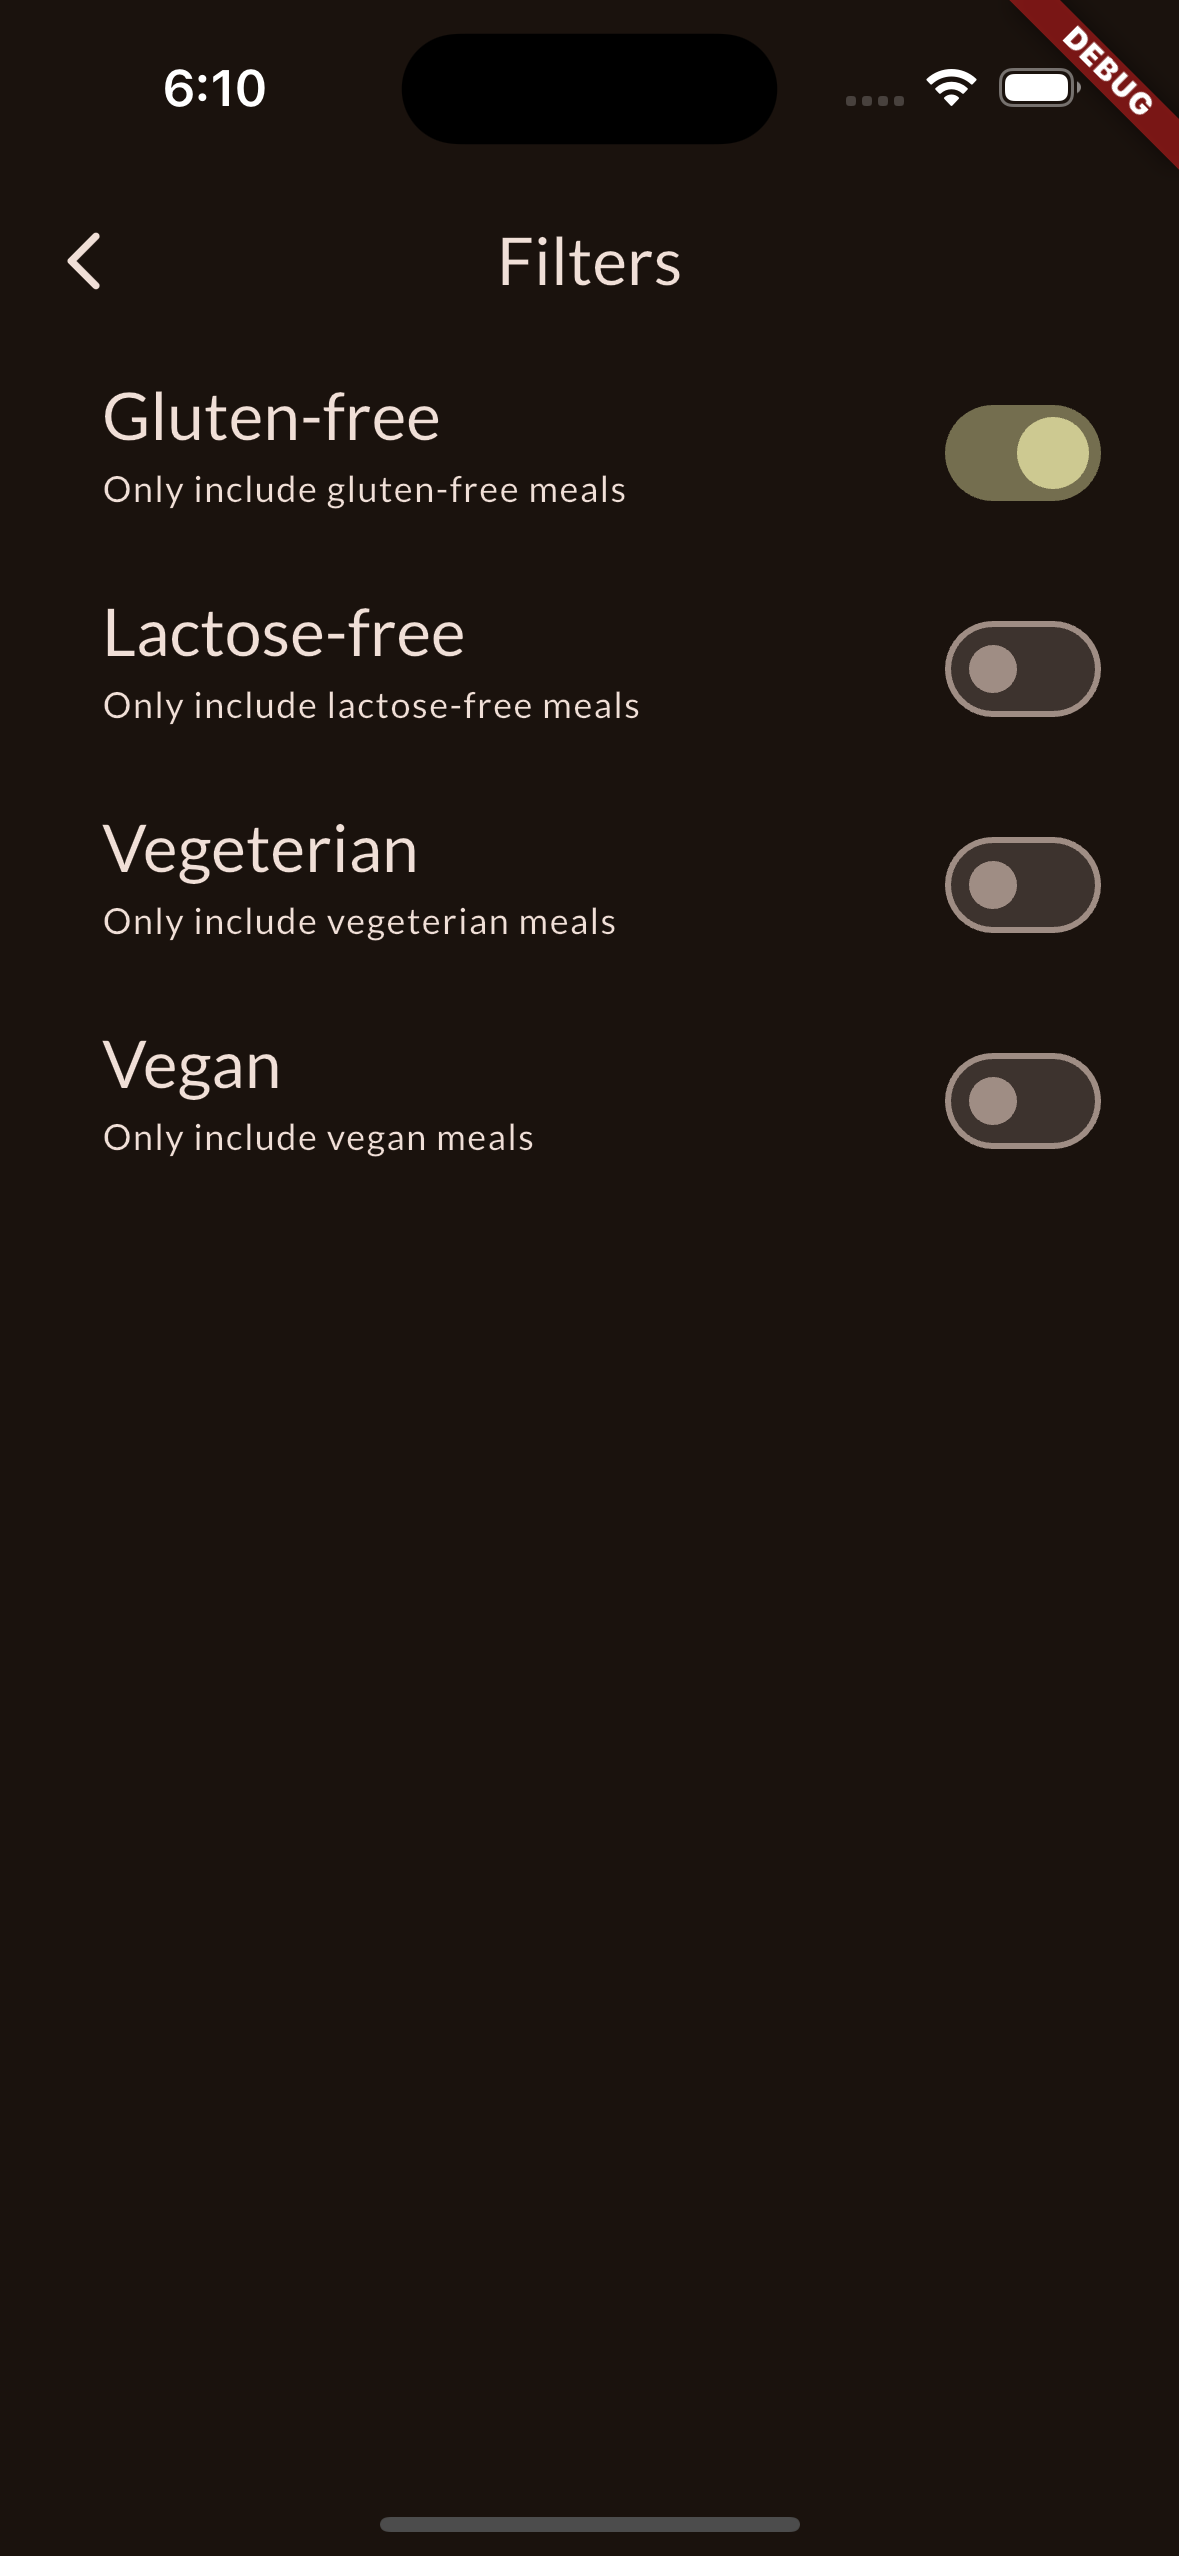 6:10
DEBUG
Filters
Gluten-free
Only include gluten-free meals
Lactose-free
Only include lactose-free meals
Vegeterian
Only include vegeterian meals
Vegan
Only include vegan meals